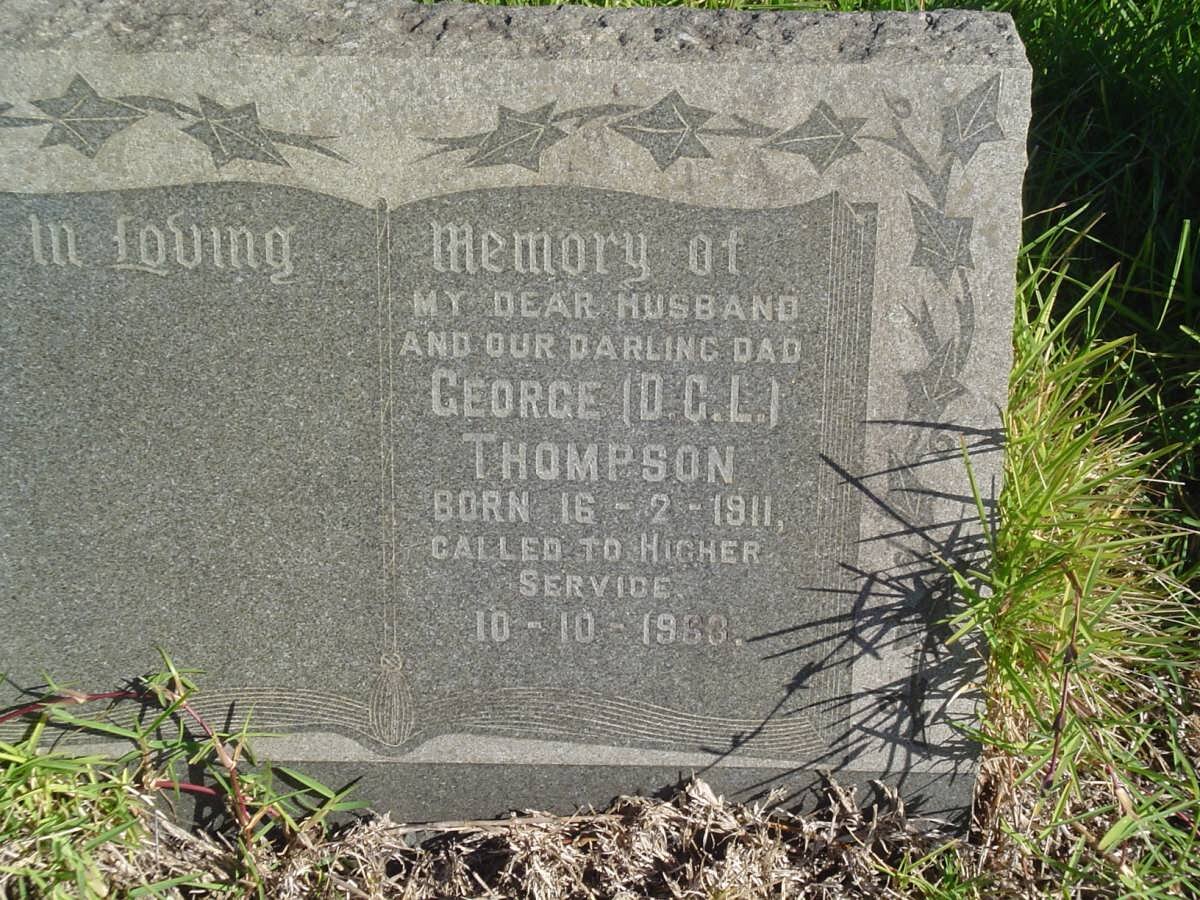 In Loving Memory of
MY DEAR HUSBAND
AND OUR DARLING DAD
GEORGE (D.G.L.)
THOMPSON
BORN 16 - 2 - 1911,
CALLED TO HIGHER
SERVICE.
10 - 10 - 1968.